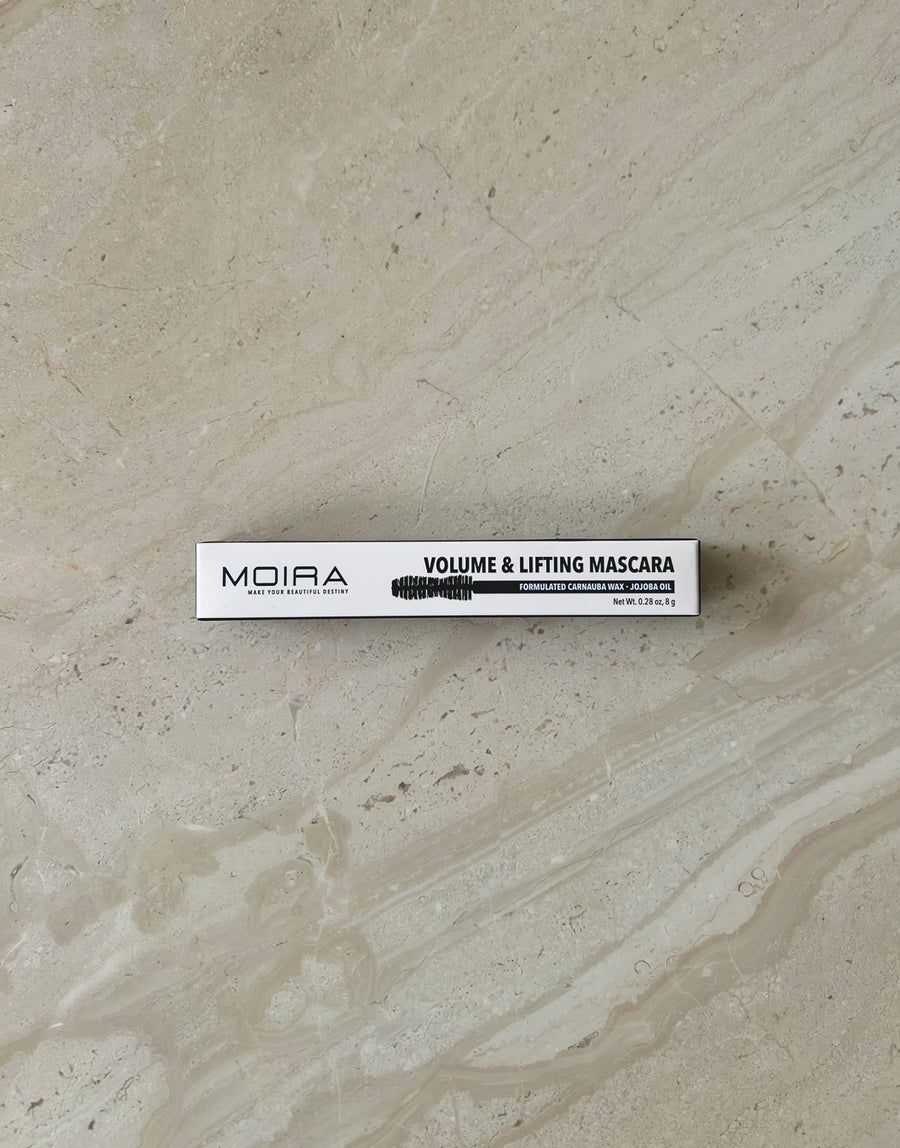 MOIRA
MAKE YOUR BEAUTIFUL DESTINY
VOLUME & LIFTING MASCARA
FORMULATED CARNAUBA WAX • JOJOBA OIL
Net Wt. 0.28 oz, 8 g